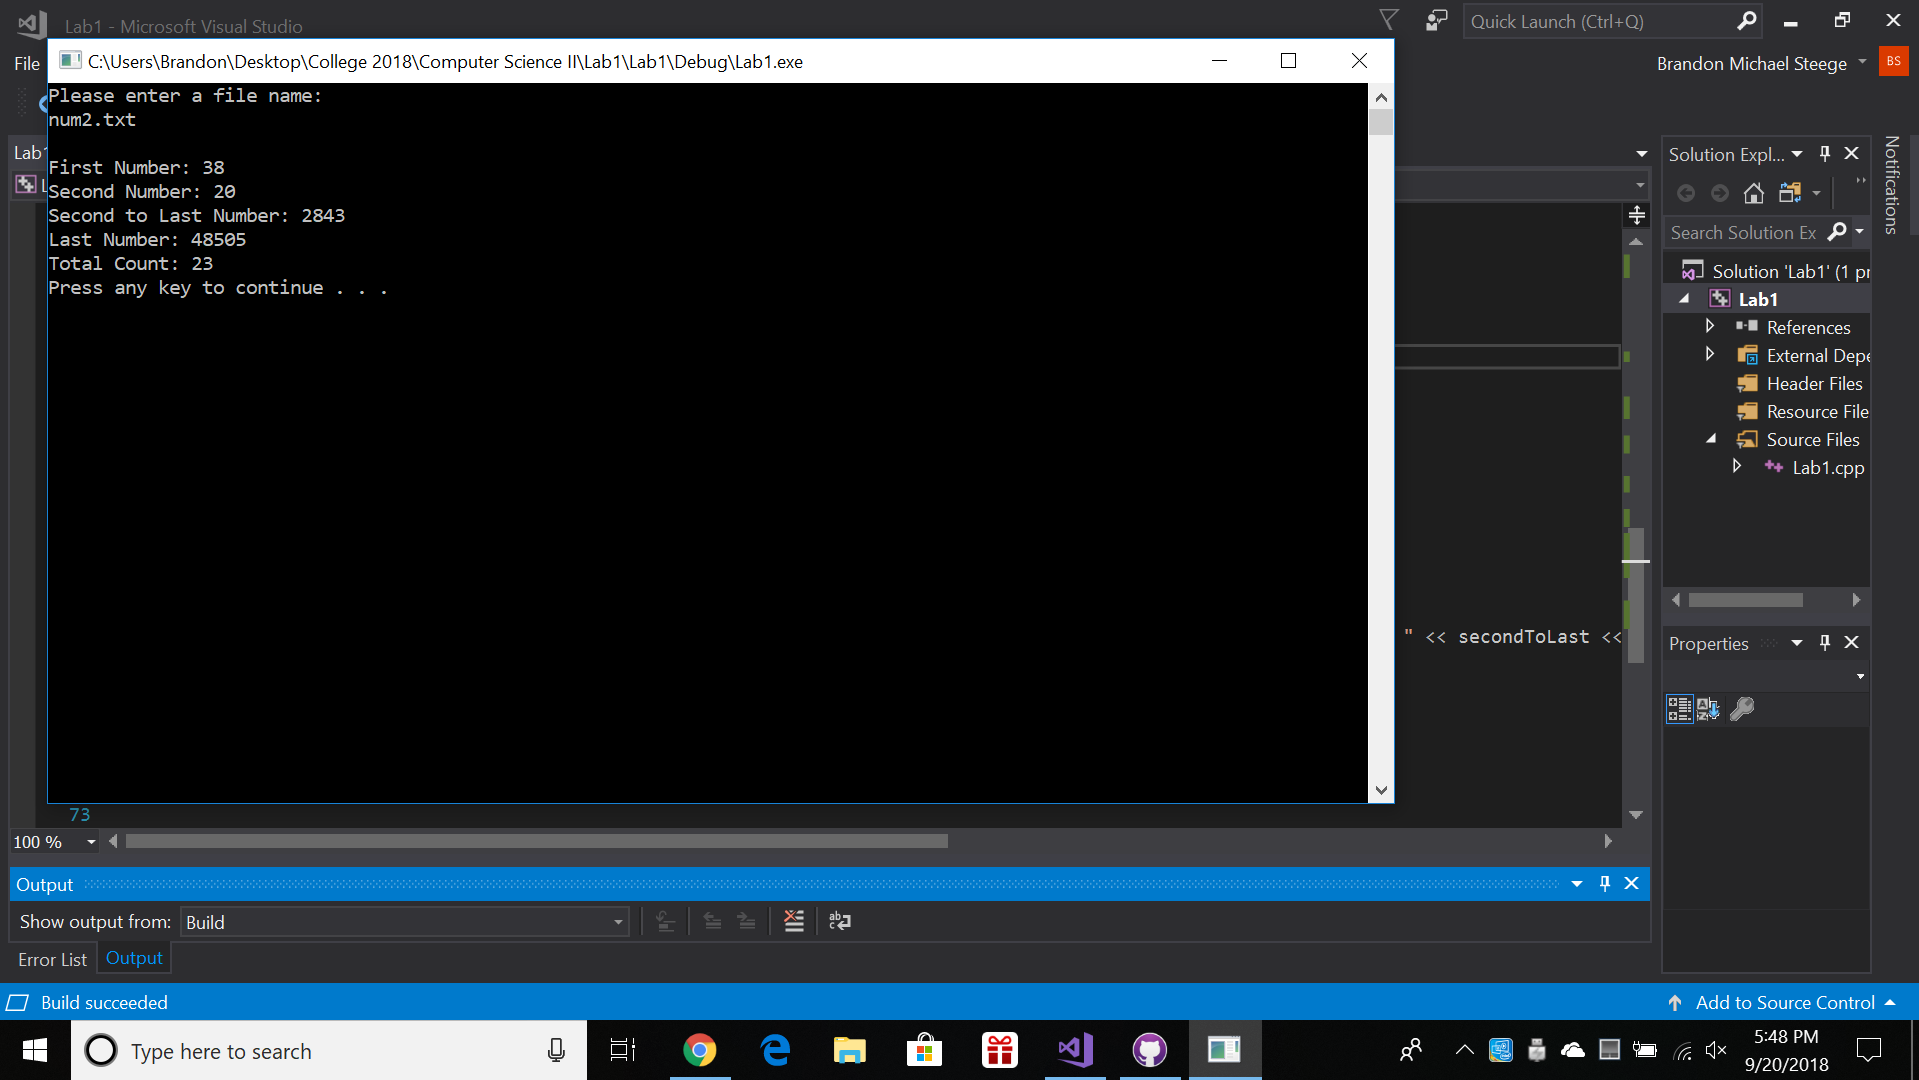 Lab1 - Microsoft Visual Studio
Quick Launch (Ctrl+Q)
File
Brandon Michael Steege
BS
C:\Users\Brandon\Desktop\College 2018\Computer Science II\Lab1\Lab1\Debug\Lab1.exe
Please enter a file name:
num2.txt
First Number: 38
Second Number: 20
Second to Last Number: 2843
Last Number: 48505
Total Count: 23
Press any key to continue . . .
Lab1
L
" << secondToLast <<
73
100 %
Solution Expl...
Search Solution Ex
Solution 'Lab1' (1 pr
Lab1
References
External Depe
Header Files
Resource File
Source Files
Lab1.cpp
Notifications
Properties
Output
Show output from: Build
Error List Output
Build succeeded
Add to Source Control
Type here to search
5:48 PM
9/20/2018